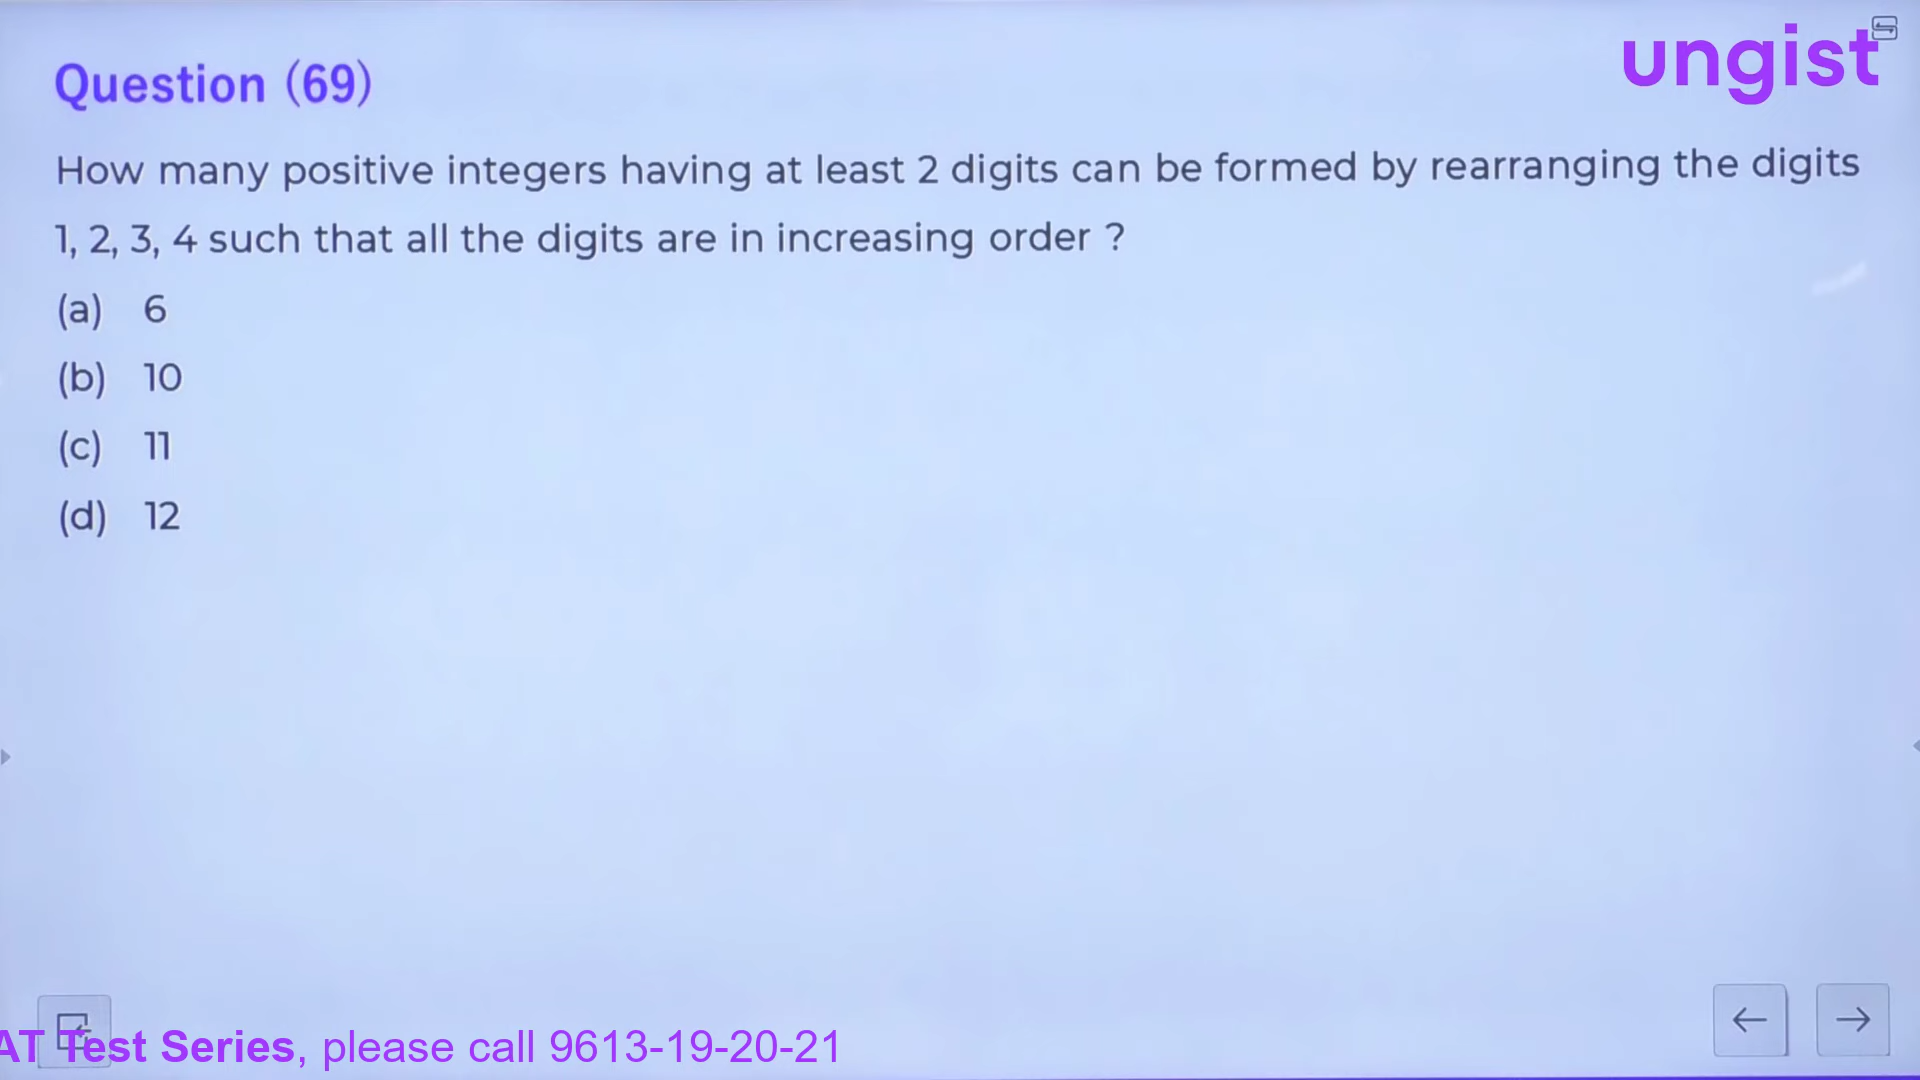 ungist
Question (69)
How many positive integers having at least 2 digits can be formed by rearranging the digits
1, 2, 3, 4 such that all the digits are in increasing order ?
(a) 6
(b) 10
(c) 11
(d) 12
AT Test Series, please call 9613-19-20-21